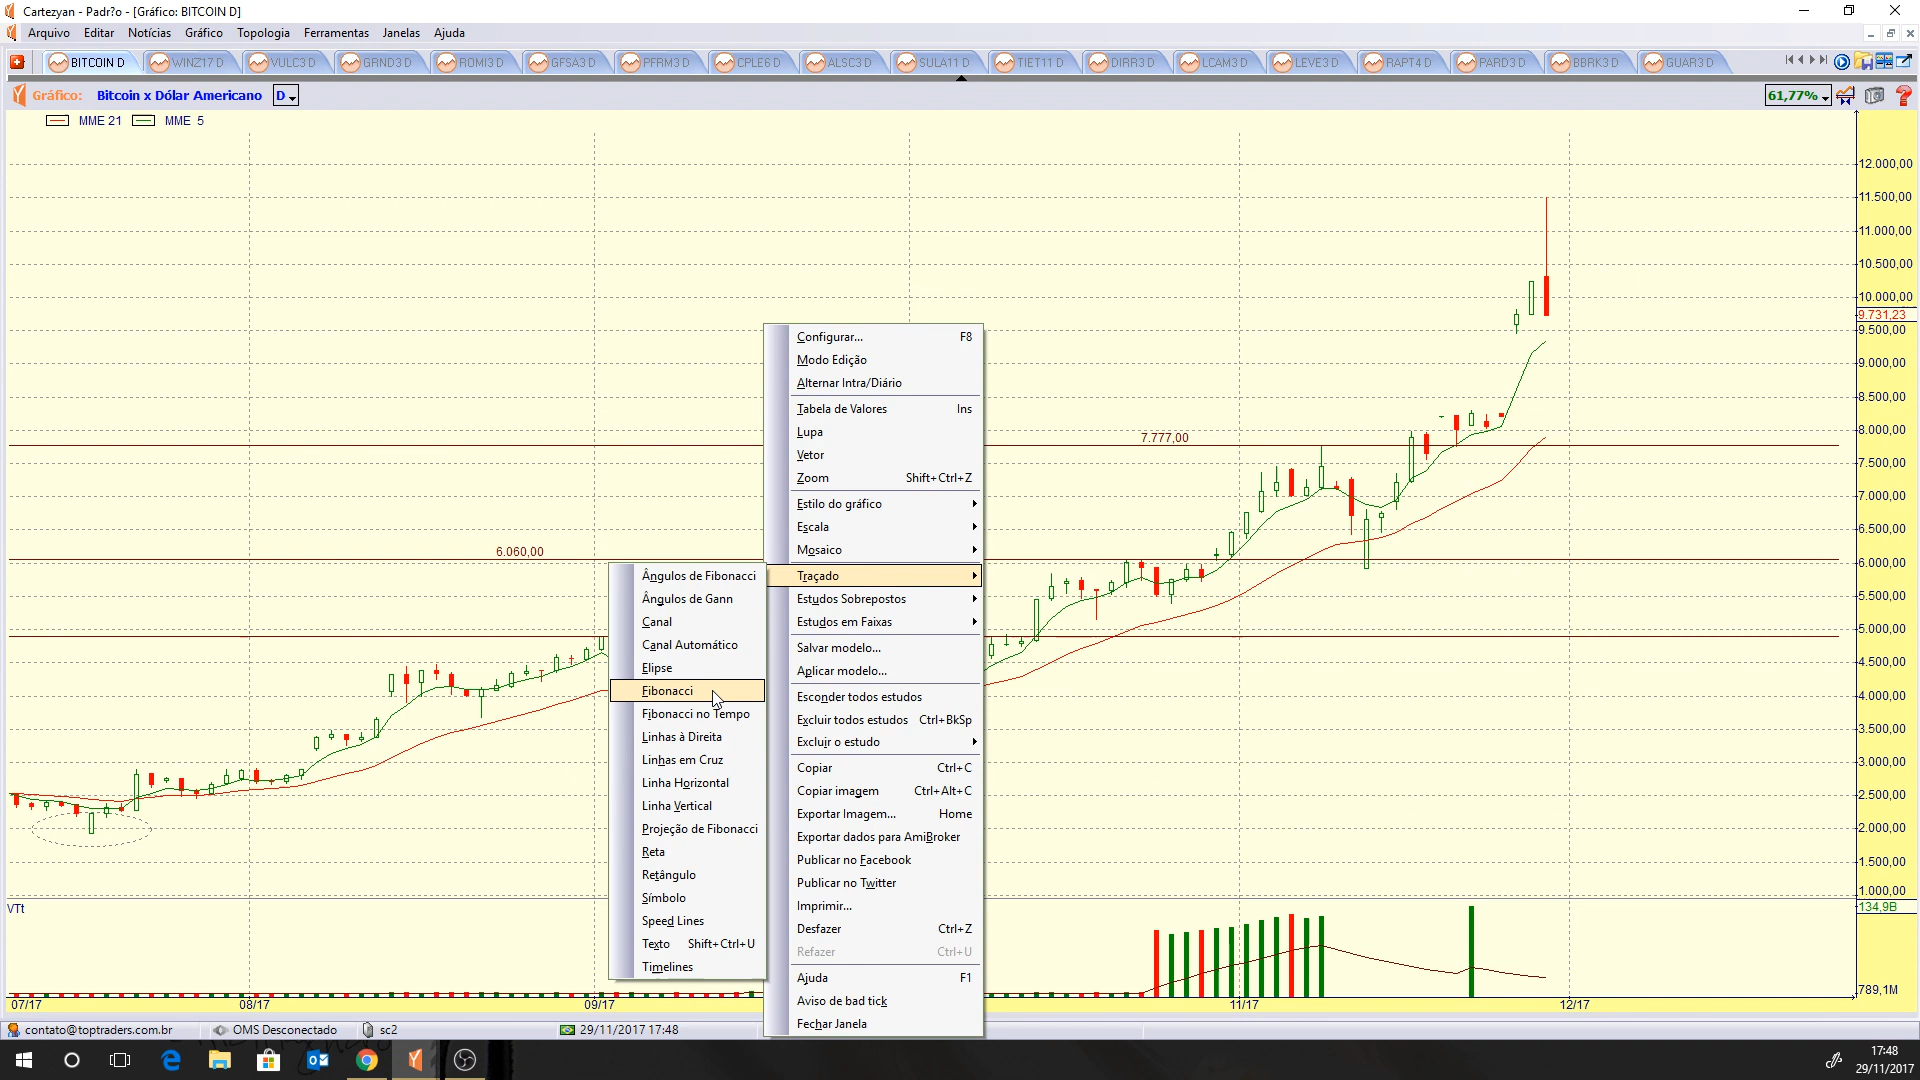 Cartezyan - Padr?o - [Gráfico: BITCOIN D]
Arquivo Editar Notícias Gráfico Topologia Ferramentas Janelas Ajuda
BITCOIN D WINZ17 D VULC3 D GRND3 D ROMI3 D GFSA3 D PFRM3 D CPLE6 D ALSC3 D SULA11 D TIET11 D DIRR3 D LCAM3 D LEVE3 D RAPT4 D PARD3 D BBRK3 D GUAR3 D
Gráfico: Bitcoin x Dólar Americano D 61,77%
MME 21 MME 5
12.000,00
11.500,00
11.000,00
10.500,00
10.000,00
9.731,23
9.500,00
9.000,00
8.500,00
8.000,00
7.500,00
7.000,00
6.500,00
6.000,00
5.500,00
5.000,00
4.500,00
4.000,00
3.500,00
3.000,00
2.500,00
2.000,00
1.500,00
1.000,00
134,9B
789,1M
7.777,00
6.060,00
Configurar... F8
Modo Edição
Alternar Intra/Diário
Tabela de Valores Ins
Lupa
Vetor
Zoom Shift+Ctrl+Z
Estilo do gráfico
Escala
Mosaico
Traçado
Estudos Sobrepostos
Estudos em Faixas
Salvar modelo...
Aplicar modelo...
Esconder todos estudos
Excluir todos estudos Ctrl+BkSp
Excluir o estudo
Copiar Ctrl+C
Copiar imagem Ctrl+Alt+C
Exportar Imagem... Home
Exportar dados para AmiBroker
Publicar no Facebook
Publicar no Twitter
Imprimir...
Desfazer Ctrl+Z
Refazer Ctrl+U
Ajuda F1
Aviso de bad tick
Fechar Janela
Ângulos de Fibonacci
Ângulos de Gann
Canal
Canal Automático
Elipse
Fibonacci
Fibonacci no Tempo
Linhas à Direita
Linhas em Cruz
Linha Horizontal
Linha Vertical
Projeção de Fibonacci
Reta
Retângulo
Símbolo
Speed Lines
Texto Shift+Ctrl+U
Timelines
VTt
07/17 08/17 09/17 11/17 12/17
contato@toptraders.com.br OMS Desconectado sc2 29/11/2017 17:48
17:48
29/11/2017